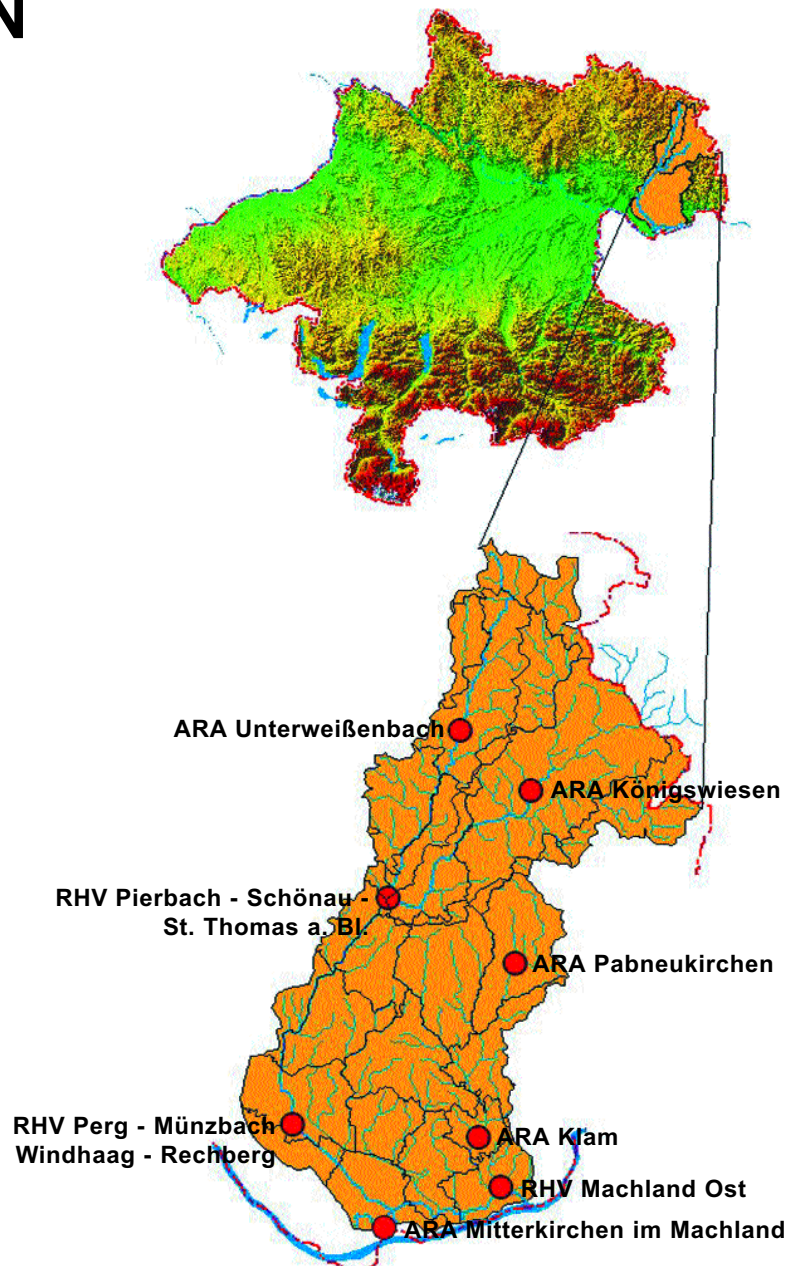 N
ARA Unterweißenbach
ARA Königswiesen
RHV Pierbach - Schönau -
St. Thomas a. Bl.
ARA Pabneukirchen
RHV Perg - Münzbach
Windhaag - Rechberg
ARA Klam
RHV Machland Ost
ARA Mitterkirchen im Machland